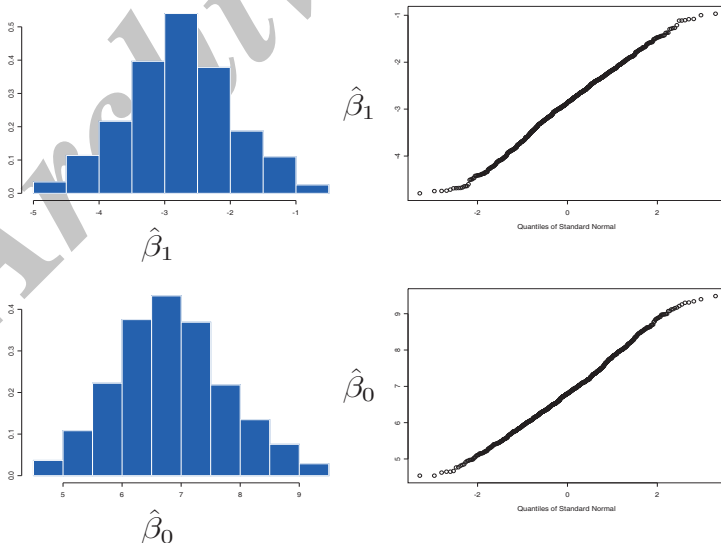 0.0 0.1 0.2 0.3 0.4 0.5
-5 -4 -3 -2 -1
β̂₁
β̂₁
-4 -3 -2 -1
-2 0 2
Quantiles of Standard Normal
0.0 0.1 0.2 0.3 0.4
5 6 7 8 9
β̂₀
β̂₀
5 6 7 8 9
-2 0 2
Quantiles of Standard Normal